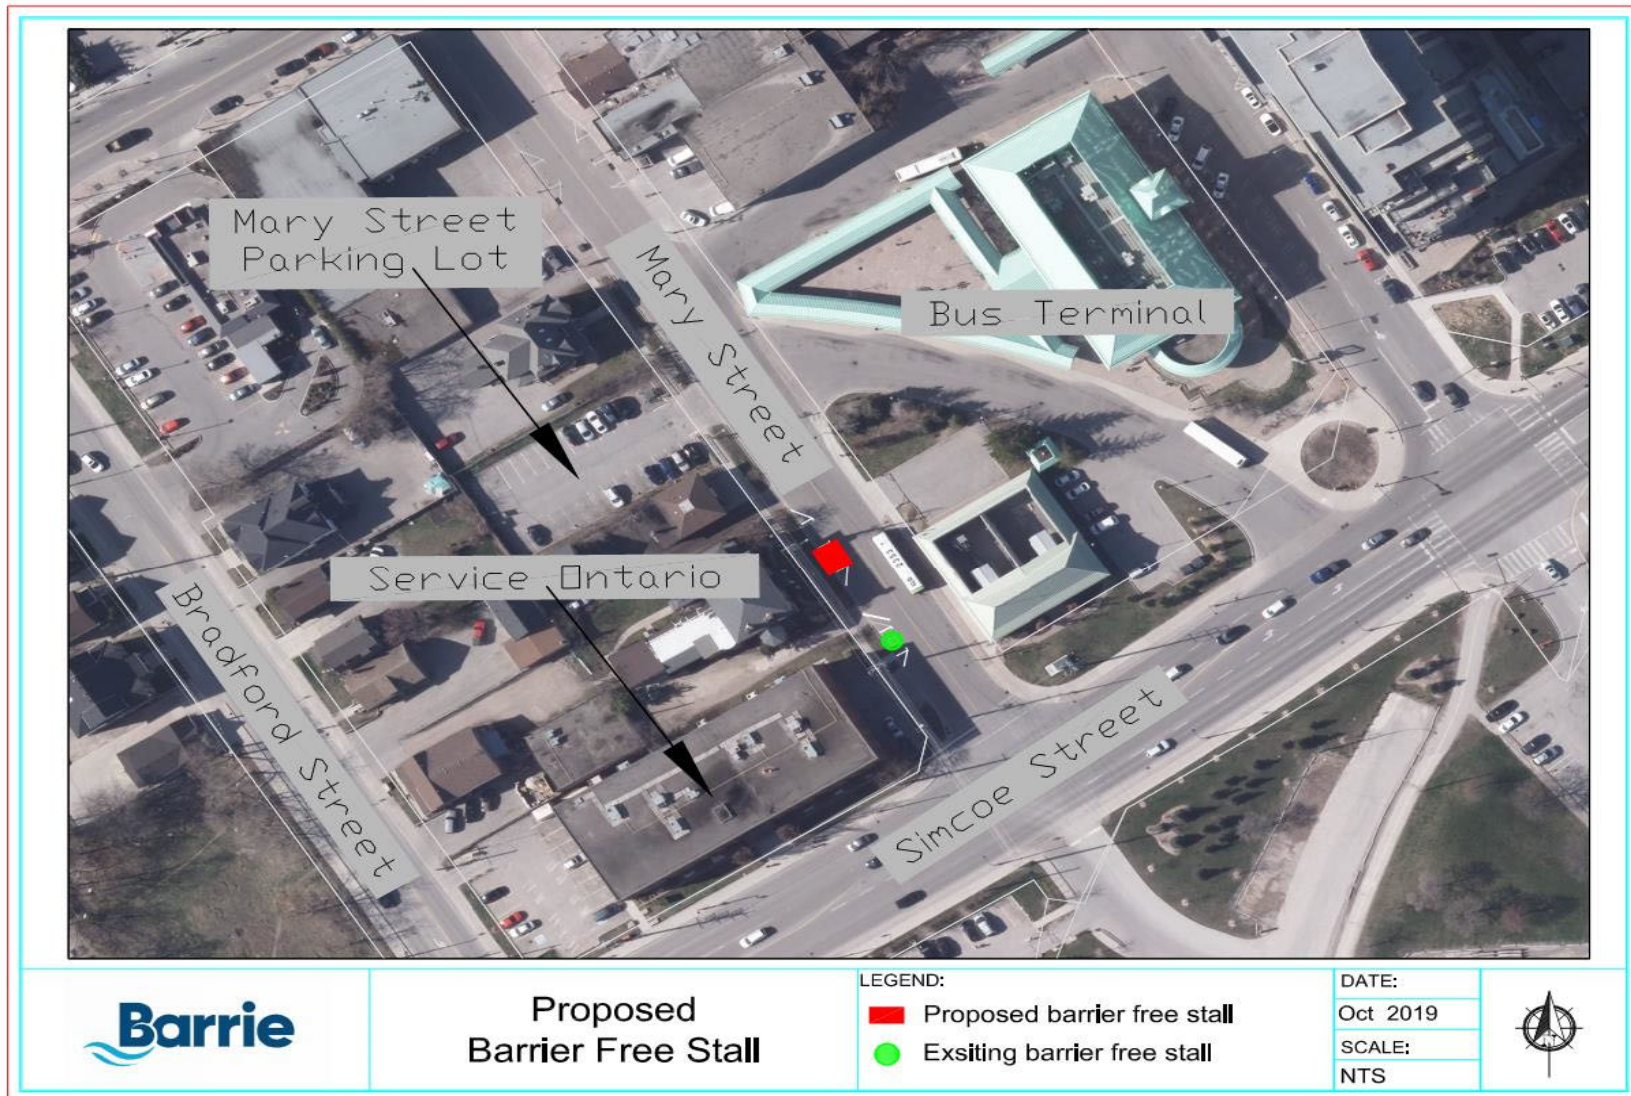 Mary Street
Parking Lot
Mary Street
Bus Terminal
Service Ontario
Bradford Street
Simcoe Street
Barrie
Proposed
Barrier Free Stall
LEGEND:
Proposed barrier free stall
Exsiting barrier free stall
DATE:
Oct 2019
SCALE:
NTS